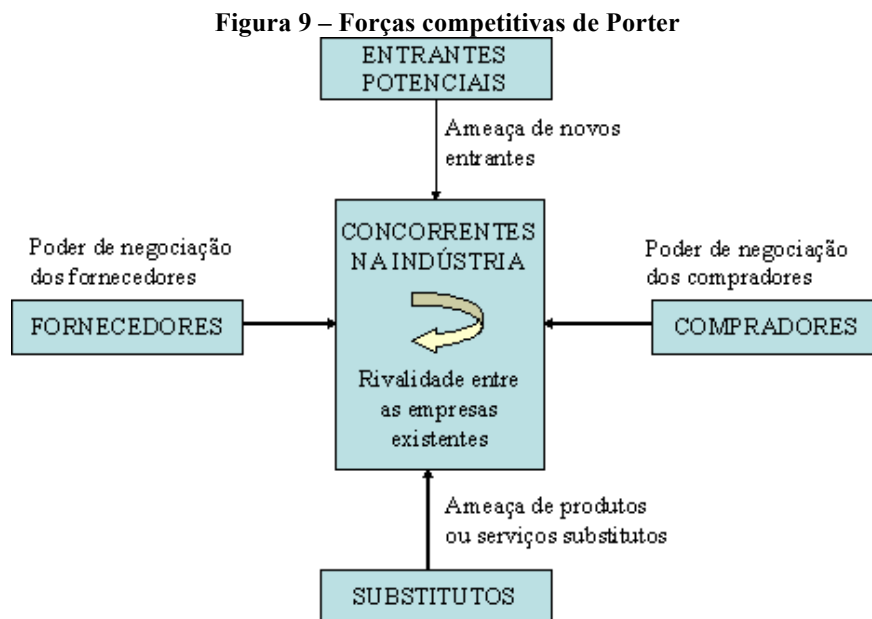 Figura 9 – Forças competitivas de Porter
ENTRANTES
POTENCIAIS
Ameaça de novos
entrantes
CONCORRENTES
NA INDÚSTRIA
Poder de negociação
dos fornecedores
Poder de negociação
dos compradores
FORNECEDORES
COMPRADORES
Rivalidade entre
as empresas
existentes
Ameaça de produtos
ou serviços substitutos
SUBSTITUTOS